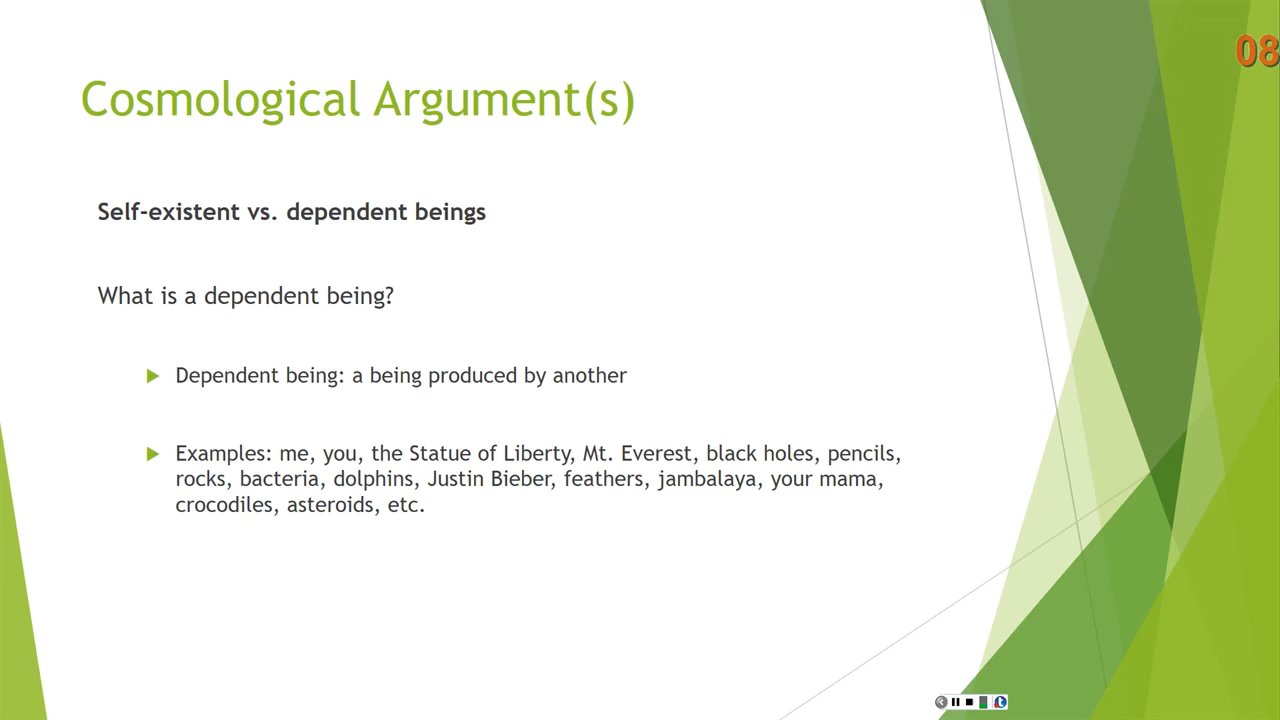 08
Cosmological Argument(s)
Self-existent vs. dependent beings
What is a dependent being?
Dependent being: a being produced by another
Examples: me, you, the Statue of Liberty, Mt. Everest, black holes, pencils,
rocks, bacteria, dolphins, Justin Bieber, feathers, jambalaya, your mama,
crocodiles, asteroids, etc.